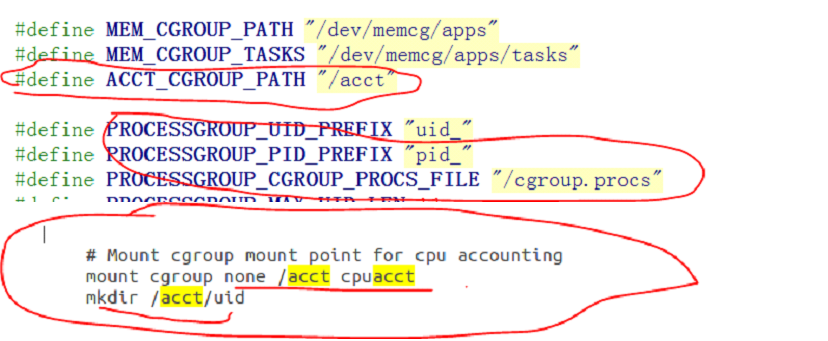 #define MEM_CGROUP_PATH "/dev/memcg/apps"
#define MEM_CGROUP_TASKS "/dev/memcg/apps/tasks"
#define ACCT_CGROUP_PATH "/acct"
#define PROCESSGROUP_UID_PREFIX "uid_"
#define PROCESSGROUP_PID_PREFIX "pid_"
#define PROCESSGROUP_CGROUP_PROCS_FILE "/cgroup.procs"
#define PROCESSGROUP_MAX_UID_LEN
# Mount cgroup mount point for cpu accounting
mount cgroup none /acct cpuacct
mkdir /acct/uid